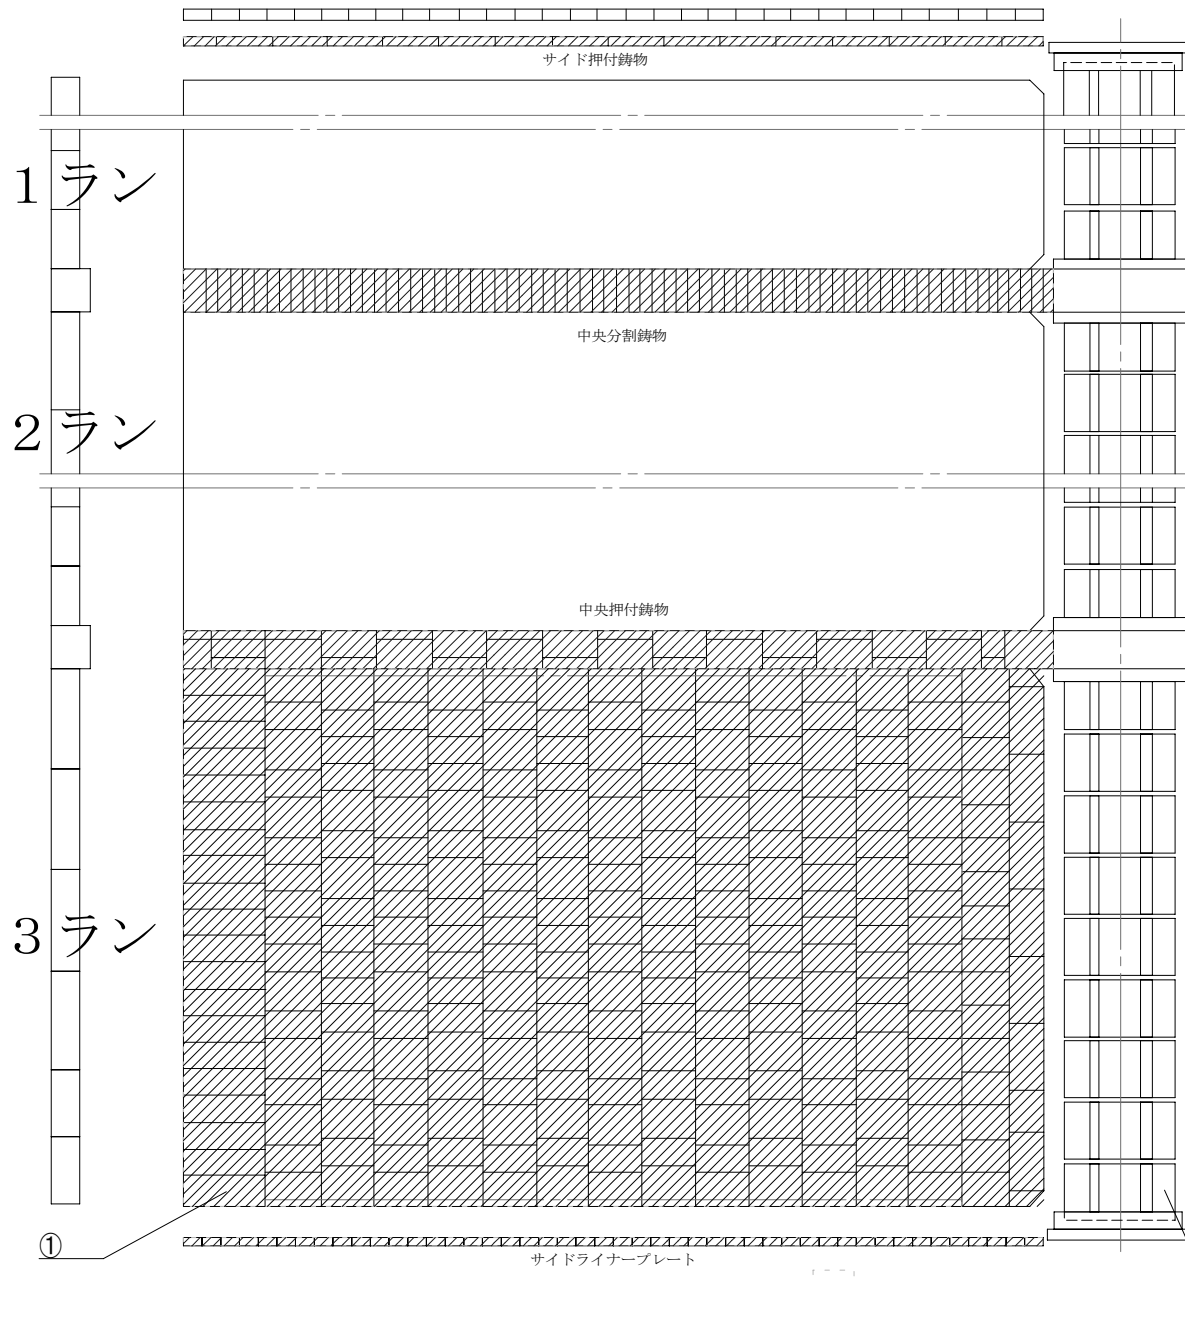 サイド押付鋳物
1ラン
中央分割鋳物
2ラン
中央押付鋳物
3ラン
①
サイドライナープレート